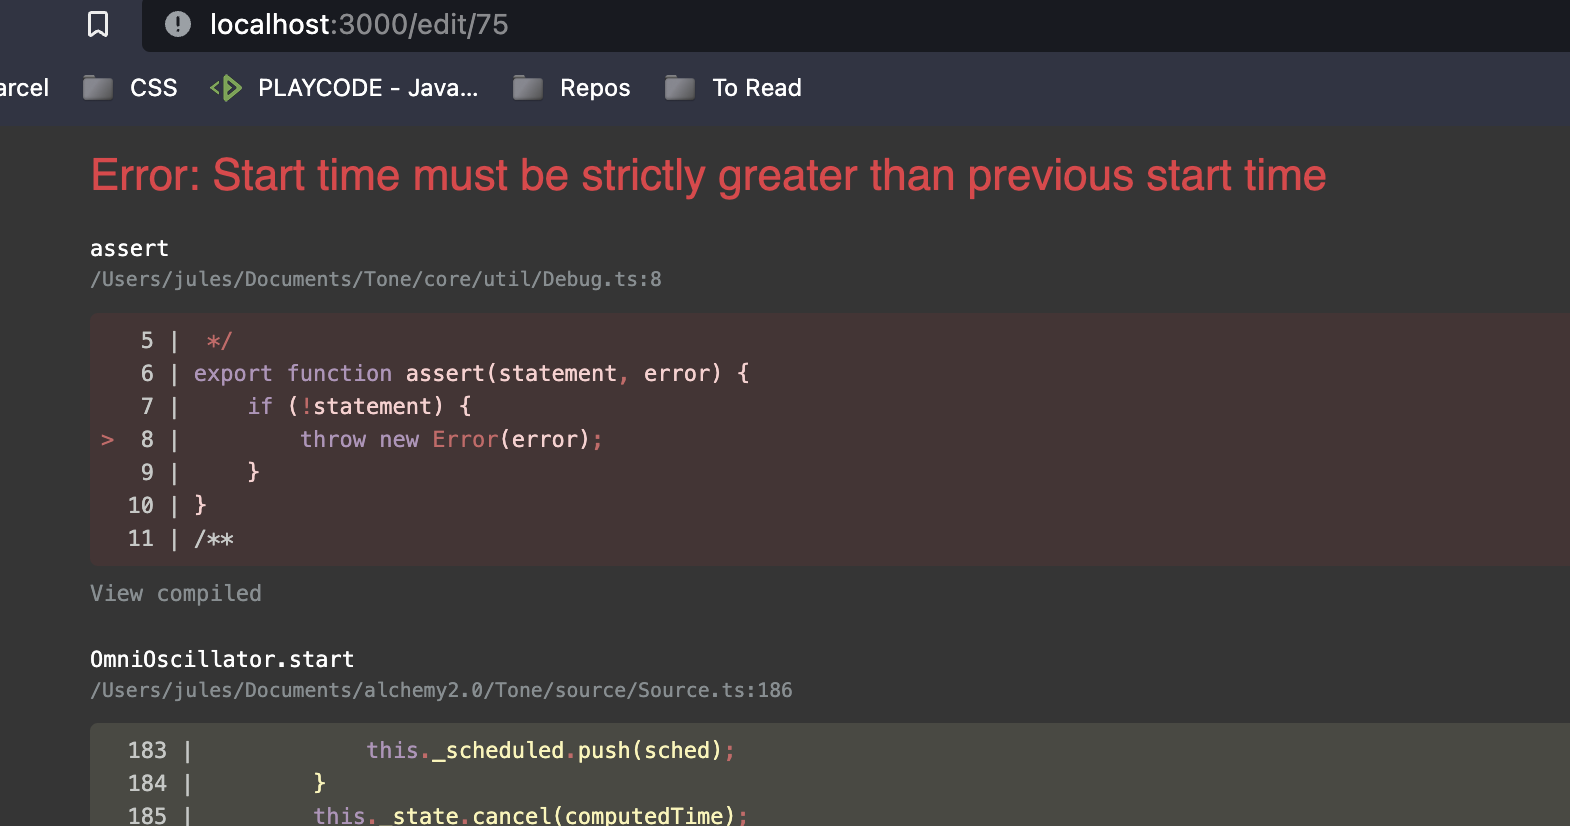 localhost:3000/edit/75
arcel CSS PLAYCODE - Java... Repos To Read
Error: Start time must be strictly greater than previous start time
assert
/Users/jules/Documents/Tone/core/util/Debug.ts:8
5 | */
6 | export function assert(statement, error) {
7 | if (!statement) {
> 8 | throw new Error(error);
9 | }
10 | }
11 | /**
View compiled
OmniOscillator.start
/Users/jules/Documents/alchemy2.0/Tone/source/Source.ts:186
183 | this._scheduled.push(sched);
184 | }
185 | this._state.cancel(computedTime);